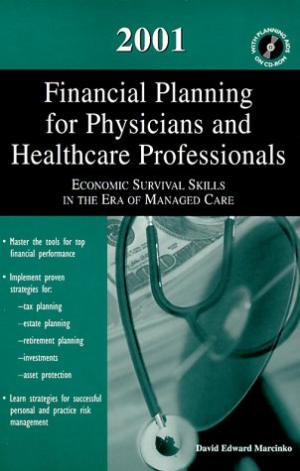 2001
WITH PLANNING AIDS
ON CD-ROM
Financial Planning
for Physicians and
Healthcare Professionals
ECONOMIC SURVIVAL SKILLS
IN THE ERA OF MANAGED CARE
• Master the tools for top
financial performance
• Implement proven
strategies for:
–tax planning
–estate planning
–retirement planning
–investments
–asset protection
• Learn strategies for successful
personal and practice risk
management
David Edward Marcinko